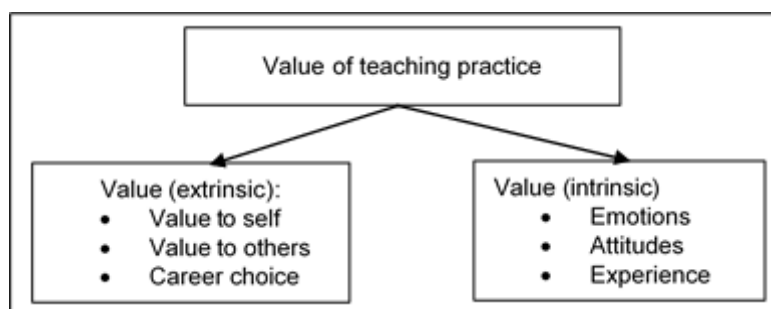 Value of teaching practice
Value (extrinsic):
• Value to self
• Value to others
• Career choice
Value (intrinsic)
• Emotions
• Attitudes
• Experience